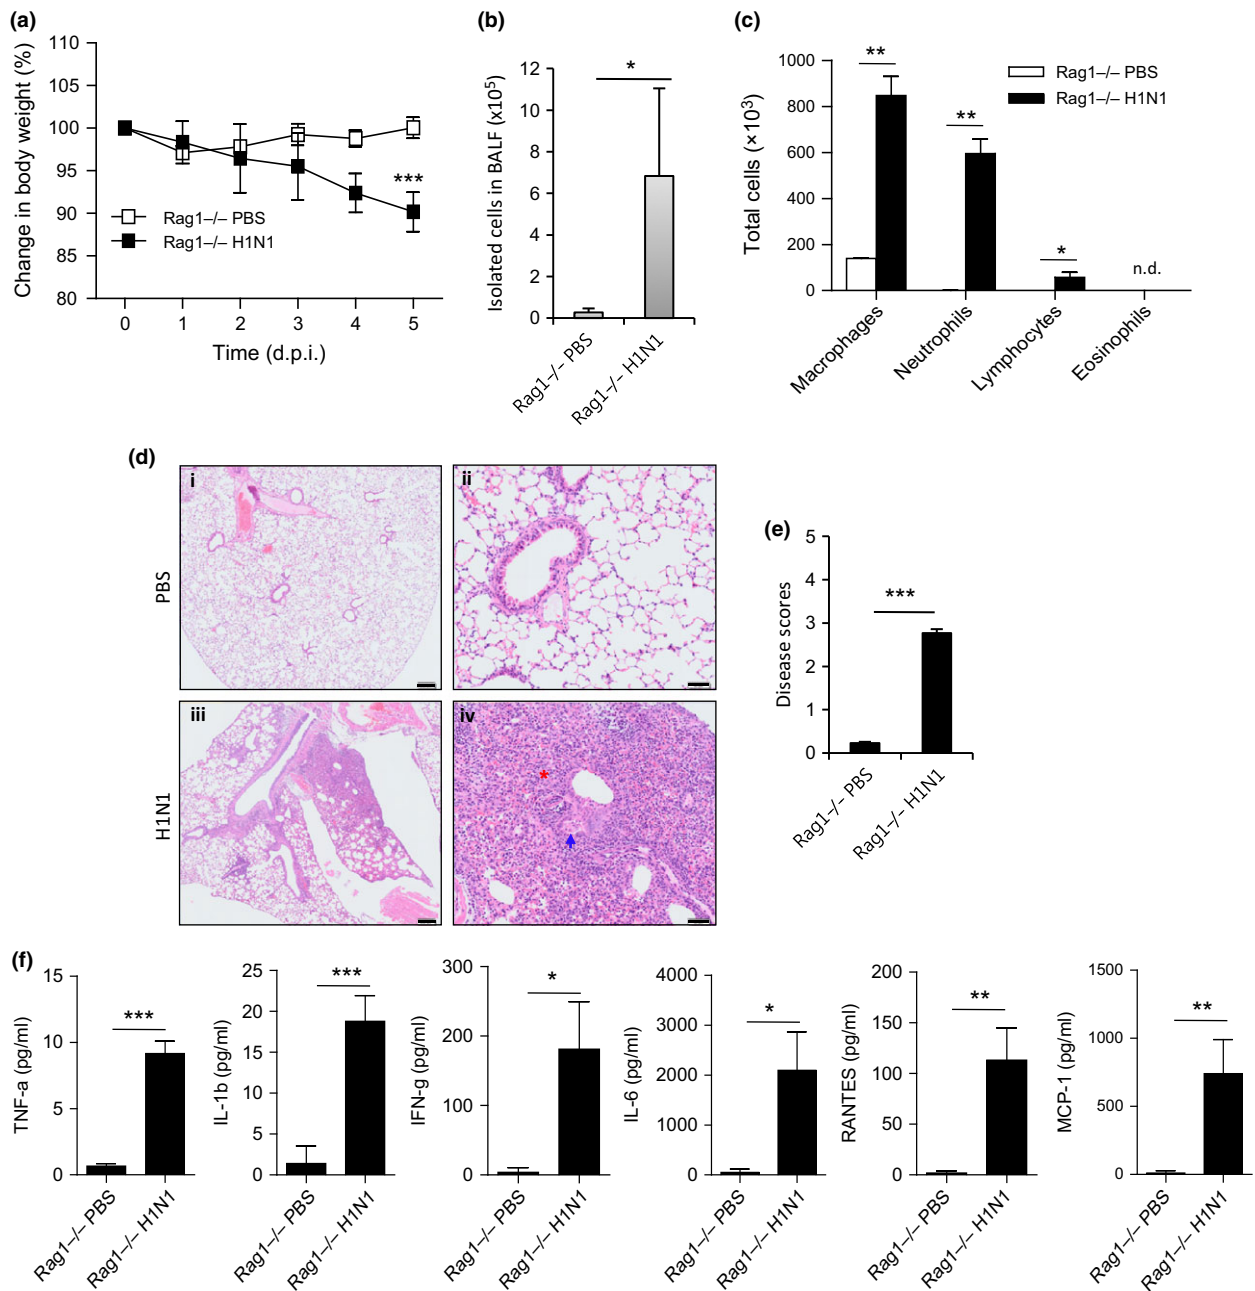 (a)
Change in body weight (%)
110
105
100
95
90
85
80
***
Rag1–/– PBS
Rag1–/– H1N1
0 1 2 3 4 5
Time (d.p.i.)
(b)
Isolated cells in BALF (x10⁵)
12
10
8
6
4
2
0
*
Rag1-/- PBS
Rag1-/- H1N1
(c)
Total cells (×10³)
1000
800
600
400
200
0
**
**
*
n.d.
Rag1–/– PBS
Rag1–/– H1N1
Macrophages
Neutrophils
Lymphocytes
Eosinophils
(d)
PBS
H1N1
i
ii
iii
iv
*
(e)
Disease scores
5
4
3
2
1
0
***
Rag1-/- PBS
Rag1-/- H1N1
(f)
TNF-a (pg/ml)
15
10
5
0
***
Rag1–/– PBS
Rag1–/– H1N1
IL-1b (pg/ml)
25
20
15
10
5
0
***
Rag1–/– PBS
Rag1–/– H1N1
IFN-g (pg/ml)
300
200
100
0
*
Rag1–/– PBS
Rag1–/– H1N1
IL-6 (pg/ml)
4000
3000
2000
1000
0
*
Rag1–/– PBS
Rag1–/– H1N1
RANTES (pg/ml)
200
150
100
50
0
**
Rag1–/– PBS
Rag1–/– H1N1
MCP-1 (pg/ml)
1500
1000
500
0
**
Rag1–/– PBS
Rag1–/– H1N1